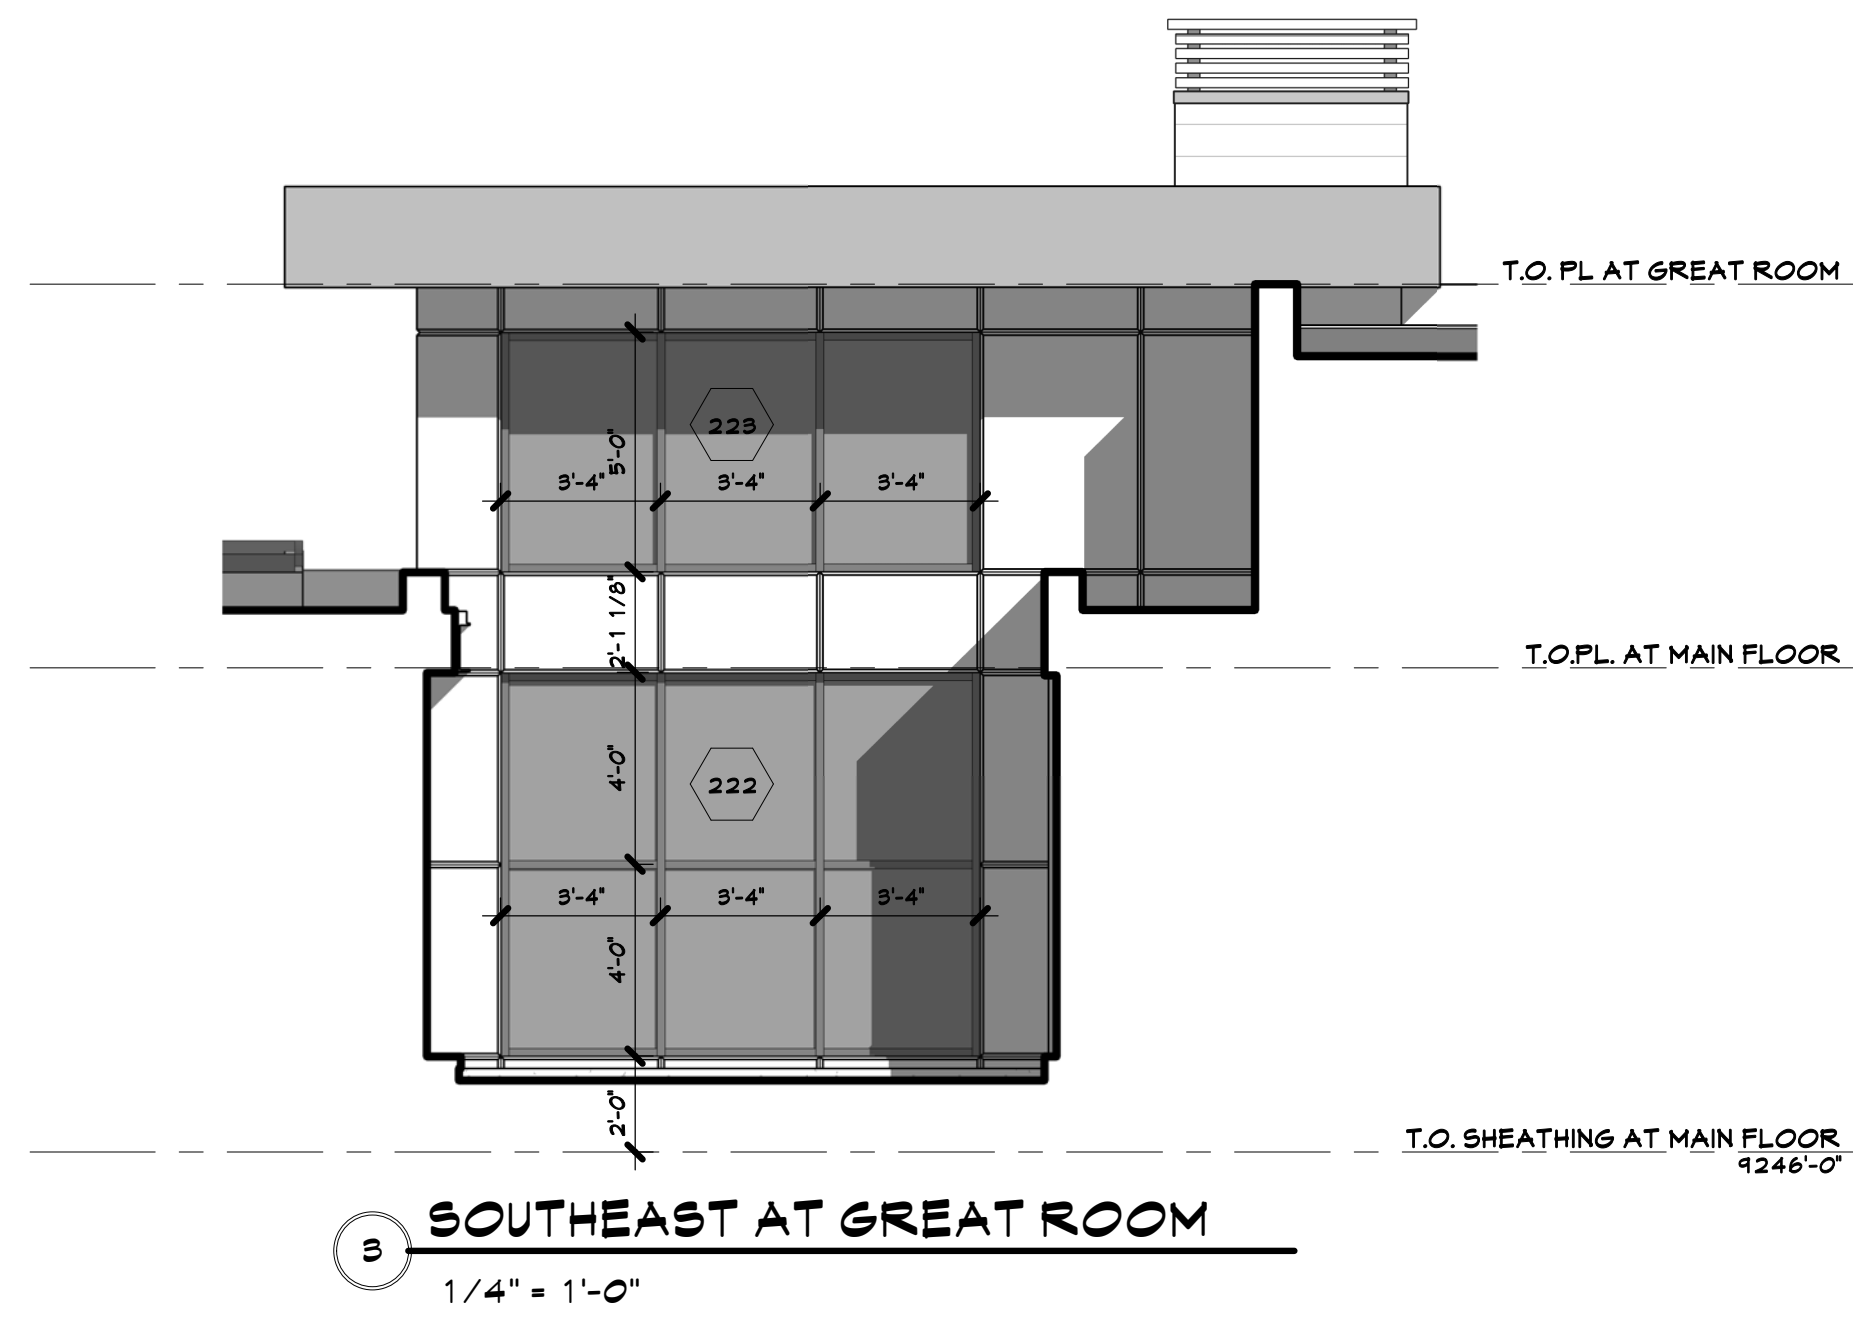 T.O. PL AT GREAT ROOM
223
5'-0"
3'-4" 3'-4" 3'-4"
2'-1 1/8"
T.O.PL. AT MAIN FLOOR
4'-0"
222
3'-4" 3'-4" 3'-4"
4'-0"
2'-0"
T.O. SHEATHING AT MAIN FLOOR
9246'-0"
3
SOUTHEAST AT GREAT ROOM
1/4" = 1'-0"